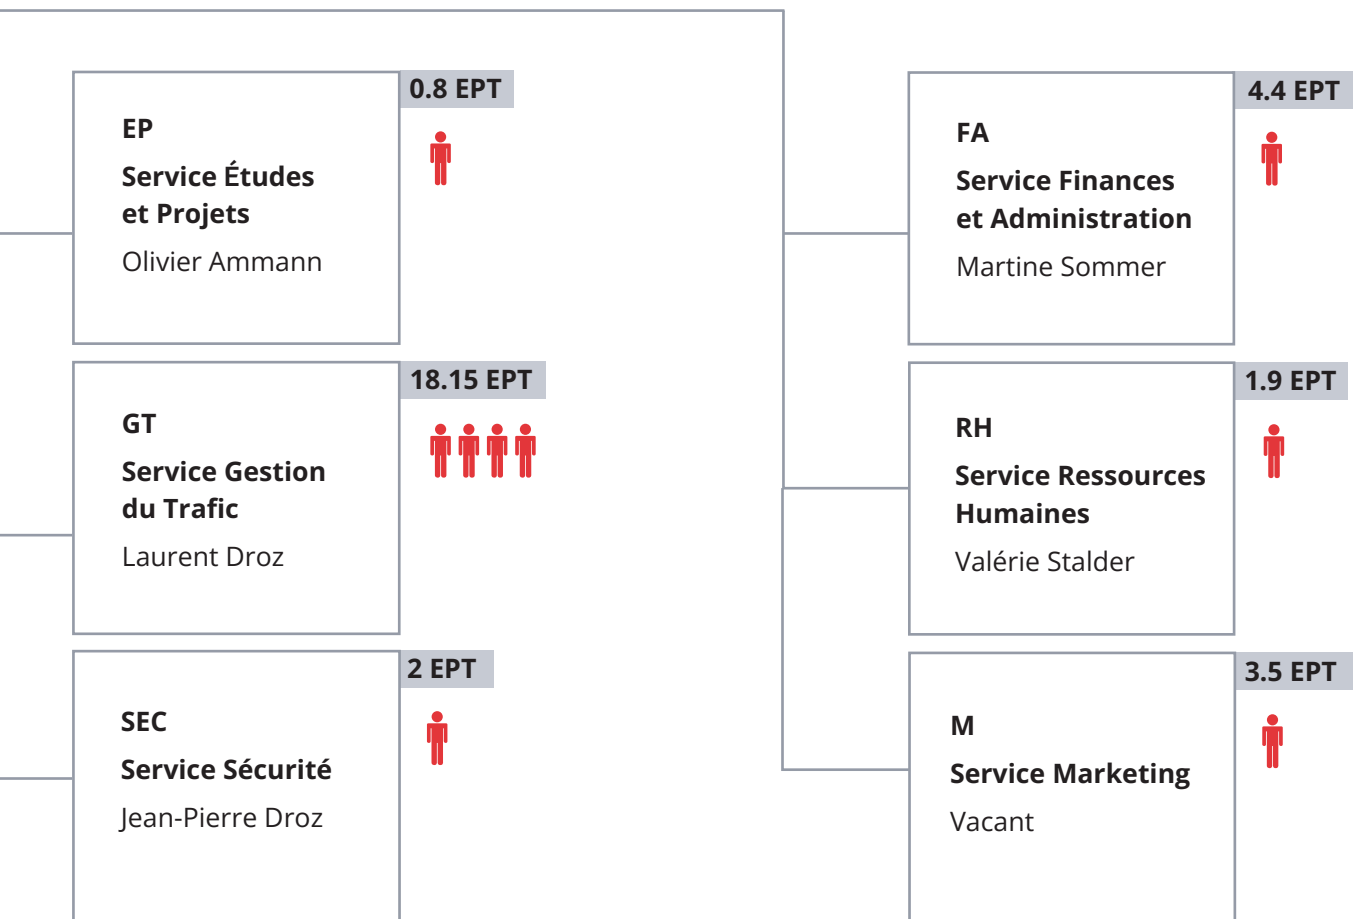 0.8 EPT
EP
Service Études
et Projets
Olivier Ammann
18.15 EPT
GT
Service Gestion
du Trafic
Laurent Droz
2 EPT
SEC
Service Sécurité
Jean-Pierre Droz
4.4 EPT
FA
Service Finances
et Administration
Martine Sommer
1.9 EPT
RH
Service Ressources
Humaines
Valérie Stalder
3.5 EPT
M
Service Marketing
Vacant